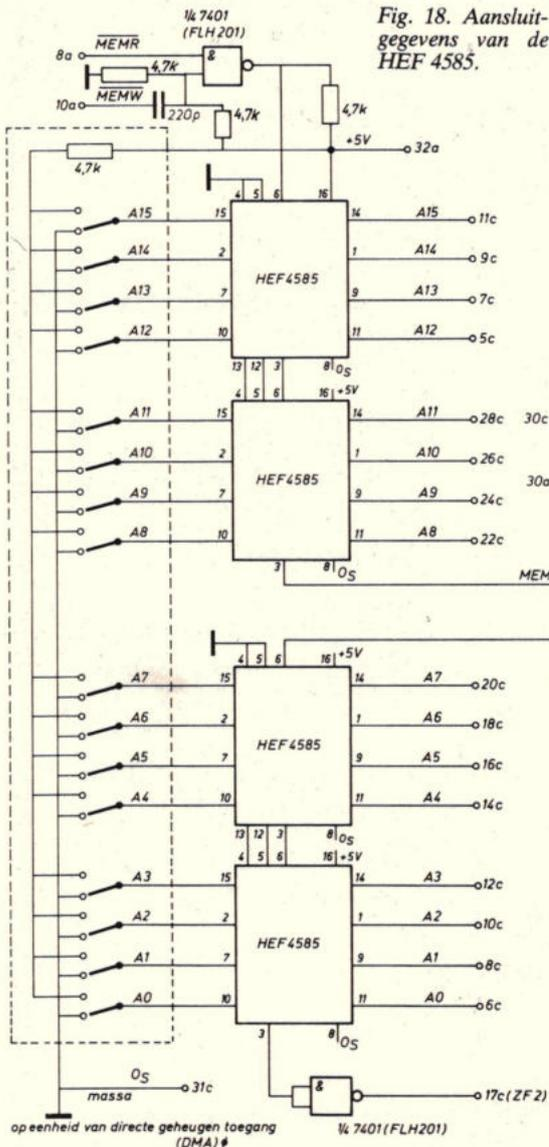 Fig. 18. Aansluit-
gegevens van de
HEF 4585.
1/4 7401
(FLH201)
8a
MEMR
&
4,7k
MEMW
10a
220p
4,7k
4,7k
+5V
32a
4,7k
4 5 6 16
A15 15 14 A15 11c
A14 2 1 A14 9c
HEF4585
A13 7 9 A13 7c
A12 10 11 A12 5c
13 12 3 8 0S
4 5 6 16 +5V
A11 15 14 A11 28c 30c
A10 2 1 A10 26c
HEF4585
30a
A9 7 9 A9 24c
A8 10 11 A8 22c
3 8 0S
MEM
4 5 6 16 +5V
A7 15 14 A7 20c
A6 2 1 A6 18c
HEF4585
A5 7 9 A5 16c
A4 10 11 A4 14c
13 12 3 8 0S
4 5 6 16 +5V
A3 15 14 A3 12c
A2 2 1 A2 10c
HEF4585
A1 7 9 A1 8c
A0 10 11 A0 6c
3 8 0S
0S
massa
31c
&
17c (ZF2)
1/4 7401 (FLH201)
op eenheid van directe geheugen toegang
(DMA)